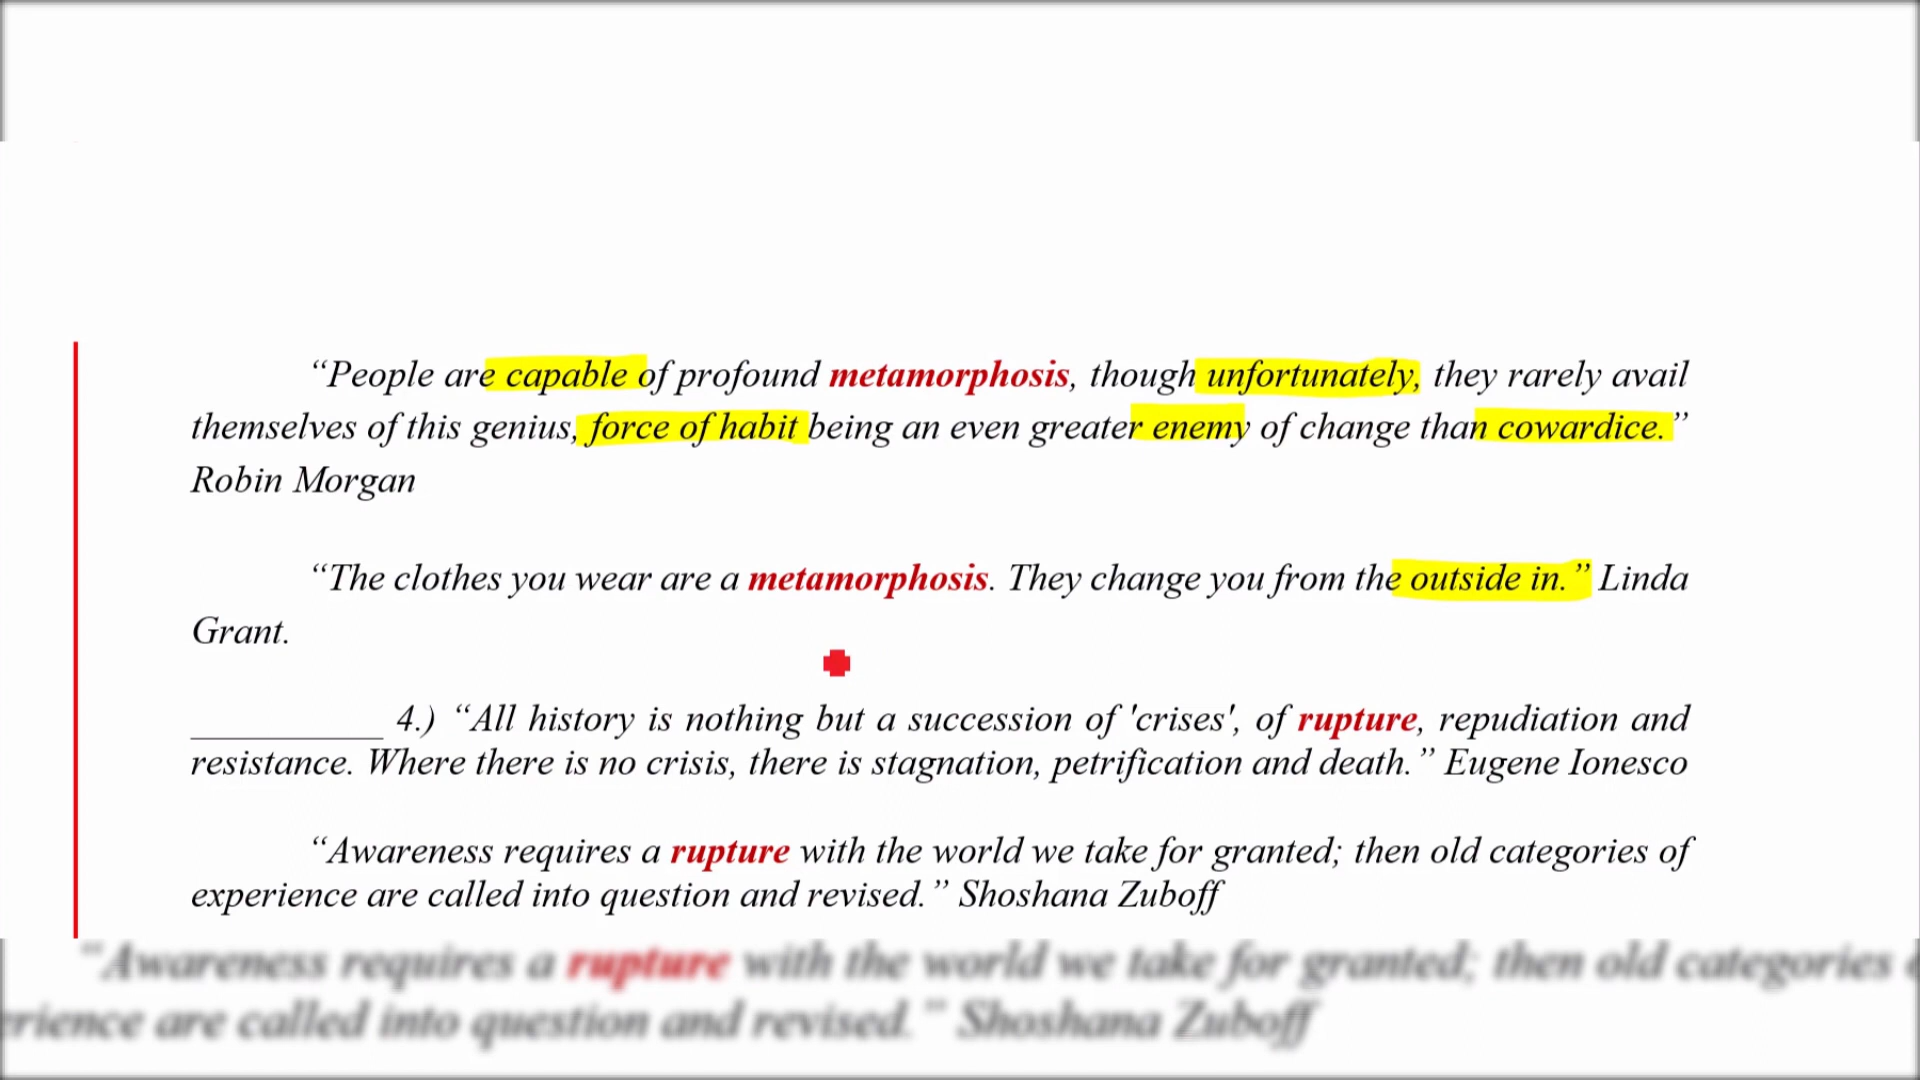 “People are capable of profound metamorphosis, though unfortunately, they rarely avail
themselves of this genius, force of habit being an even greater enemy of change than cowardice.”
Robin Morgan
“The clothes you wear are a metamorphosis. They change you from the outside in.” Linda
Grant.
__________ 4.) “All history is nothing but a succession of 'crises', of rupture, repudiation and
resistance. Where there is no crisis, there is stagnation, petrification and death.” Eugene Ionesco
“Awareness requires a rupture with the world we take for granted; then old categories of
experience are called into question and revised.” Shoshana Zuboff
“Awareness requires a rupture with the world we take for granted; then old categories
rience are called into question and revised.” Shoshana Zuboff